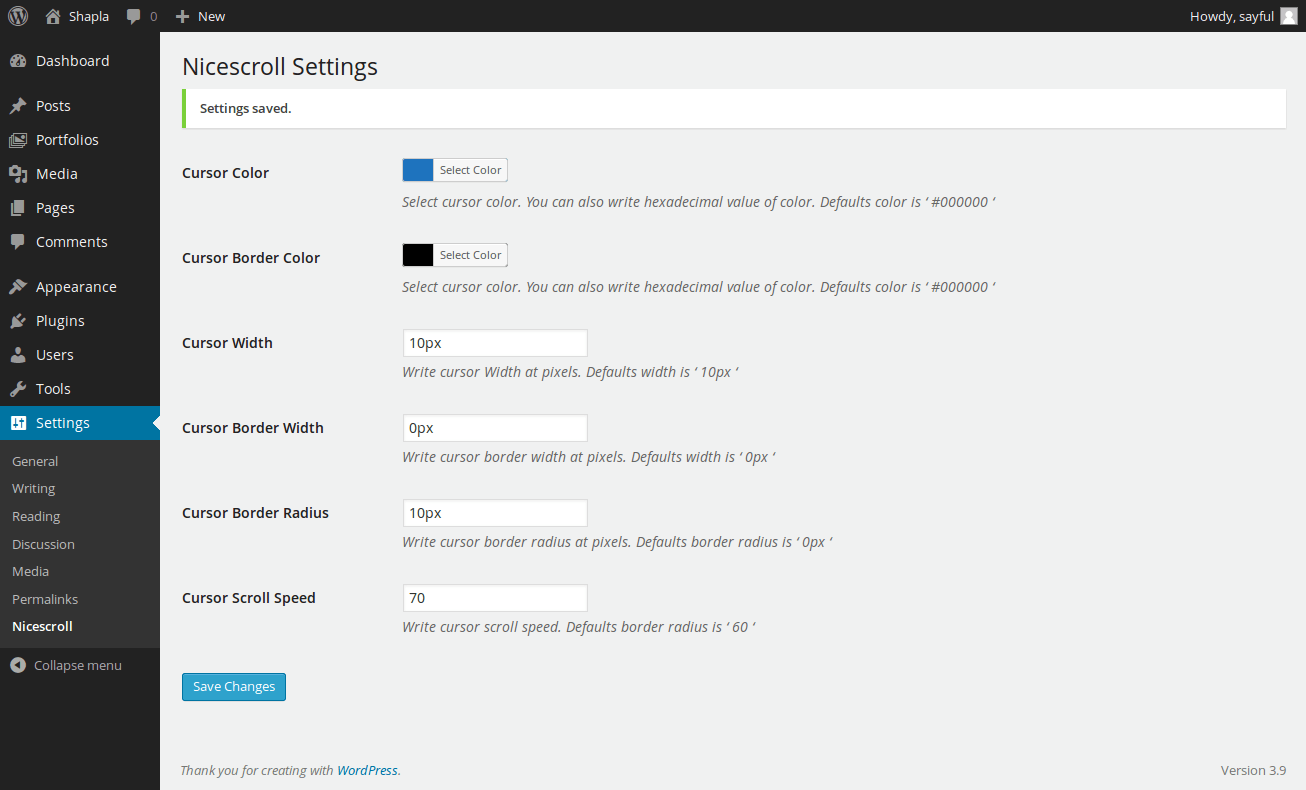 Shapla 0 New Howdy, sayful
Dashboard
Posts
Portfolios
Media
Pages
Comments
Appearance
Plugins
Users
Tools
Settings
General
Writing
Reading
Discussion
Media
Permalinks
Nicescroll
Collapse menu
Nicescroll Settings
Settings saved.
Cursor Color Select Color
Select cursor color. You can also write hexadecimal value of color. Defaults color is ‘ #000000 ‘
Cursor Border Color Select Color
Select cursor color. You can also write hexadecimal value of color. Defaults color is ‘ #000000 ‘
Cursor Width 10px
Write cursor Width at pixels. Defaults width is ‘ 10px ‘
Cursor Border Width 0px
Write cursor border width at pixels. Defaults width is ‘ 0px ‘
Cursor Border Radius 10px
Write cursor border radius at pixels. Defaults border radius is ‘ 0px ‘
Cursor Scroll Speed 70
Write cursor scroll speed. Defaults border radius is ‘ 60 ‘
Save Changes
Thank you for creating with WordPress. Version 3.9